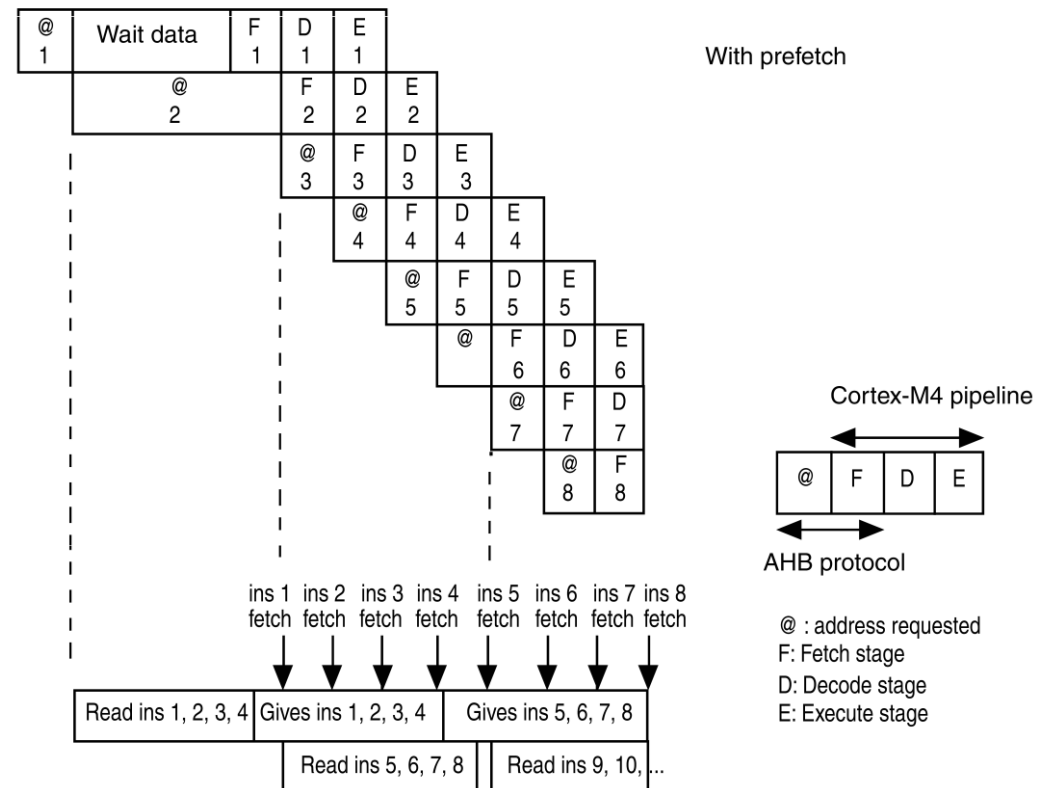 @ Wait data F D E
1 1 1 1
With prefetch
@ F D E
2 2 2 2
@ F D E
3 3 3 3
@ F D E
4 4 4 4
@ F D E
5 5 5 5
@ F D E
6 6 6
@ F D
7 7 7
@ F
8 8
Cortex-M4 pipeline
@ F D E
AHB protocol
ins 1 ins 2 ins 3 ins 4 ins 5 ins 6 ins 7 ins 8
fetch fetch fetch fetch fetch fetch fetch fetch
@ : address requested
F: Fetch stage
D: Decode stage
E: Execute stage
Read ins 1, 2, 3, 4 Gives ins 1, 2, 3, 4 Gives ins 5, 6, 7, 8
Read ins 5, 6, 7, 8 Read ins 9, 10, ...